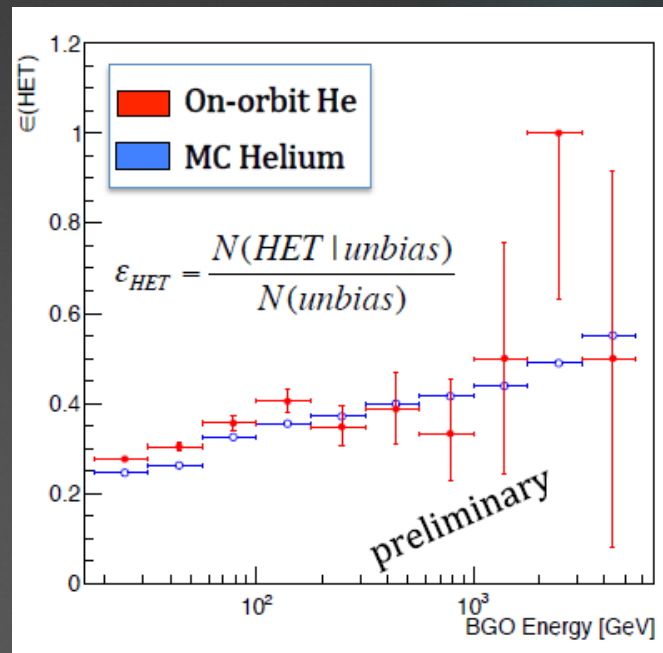 1.2
∈(HET)
On-orbit He
MC Helium
1
0.8
ε_HET = N(HET | unbias) / N(unbias)
0.6
0.4
0.2
preliminary
0
10²
10³
BGO Energy [GeV]